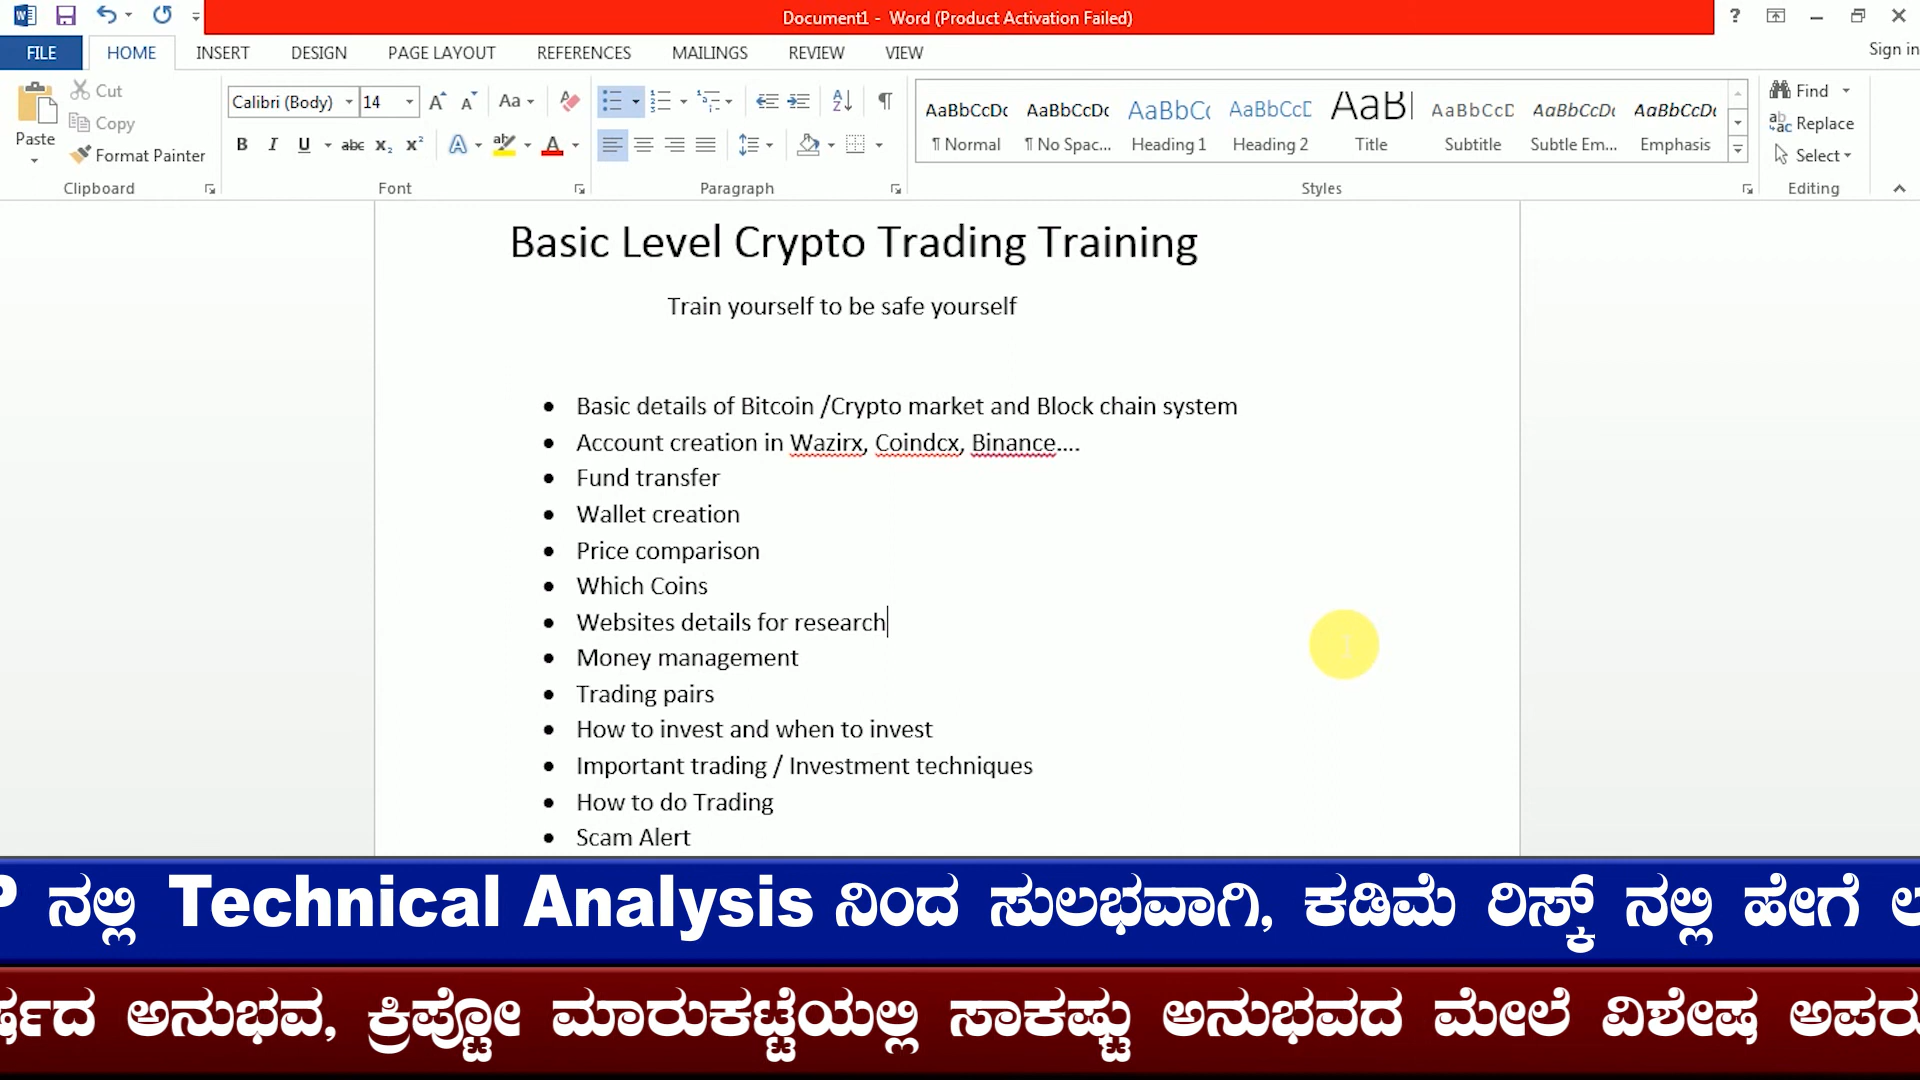 Document1 - Word (Product Activation Failed)
FILE HOME INSERT DESIGN PAGE LAYOUT REFERENCES MAILINGS REVIEW VIEW Sign in
Paste
Cut
Copy
Format Painter
Clipboard
Calibri (Body) 14
Font
Paragraph
AaBbCcDc AaBbCcDc AaBbCc AaBbCcD AaB AaBbCcD AaBbCcDc AaBbCcDc
¶ Normal ¶ No Spac... Heading 1 Heading 2 Title Subtitle Subtle Em... Emphasis
Styles
Find
Replace
Select
Editing
Basic Level Crypto Trading Training
Train yourself to be safe yourself
• Basic details of Bitcoin /Crypto market and Block chain system
• Account creation in Wazirx, Coindcx, Binance....
• Fund transfer
• Wallet creation
• Price comparison
• Which Coins
• Websites details for research
• Money management
• Trading pairs
• How to invest and when to invest
• Important trading / Investment techniques
• How to do Trading
• Scam Alert
P ನಲ್ಲಿ Technical Analysis ನಿಂದ ಸುಲಭವಾಗಿ, ಕಡಿಮೆ ರಿಸ್ಕ್ ನಲ್ಲಿ ಹೇಗೆ
ರ್ಷದ ಅನುಭವ, ಕ್ರಿಪ್ಟೋ ಮಾರುಕಟ್ಟೆಯಲ್ಲಿ ಸಾಕಷ್ಟು ಅನುಭವದ ಮೇಲೆ ವಿಶೇಷ ಅಪರು